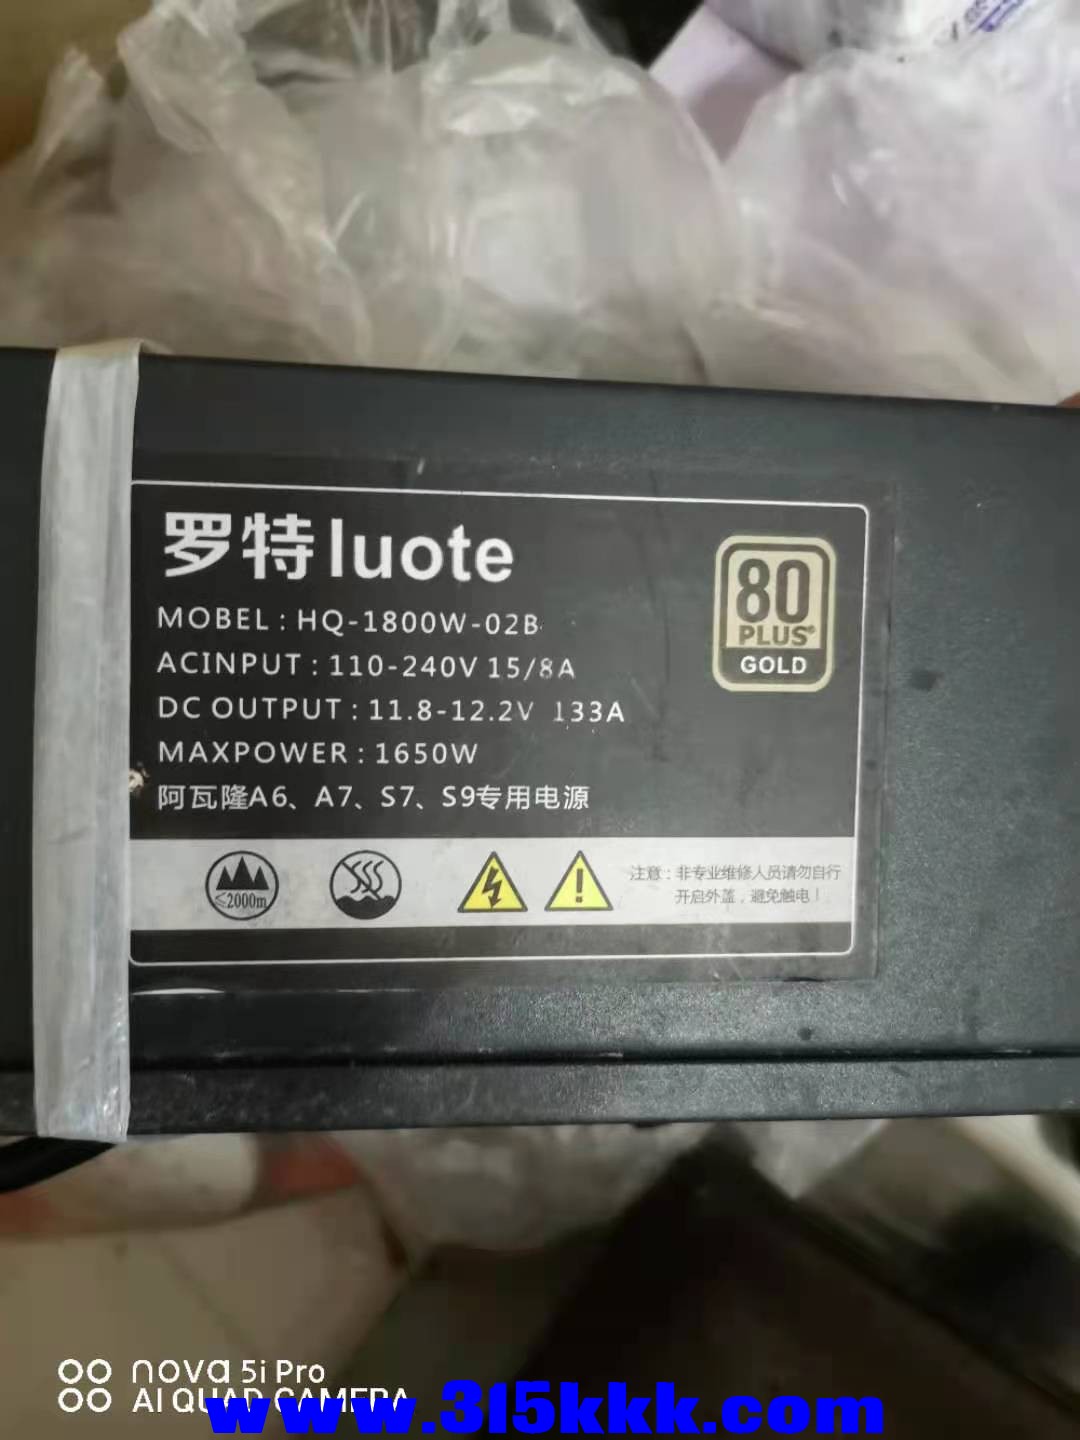 罗特luote
MOBEL : HQ-1800W-02B
ACINPUT : 110-240V 15/8A
DC OUTPUT : 11.8-12.2V 133A
MAXPOWER : 1650W
阿瓦隆A6、A7、S7、S9专用电源
80
PLUS®
GOLD
≤2000m
注意：非专业维修人员请勿自行
开启外盖，避免触电！
nova 5i Pro
AI QUAD CAMERA
www.315kkk.com